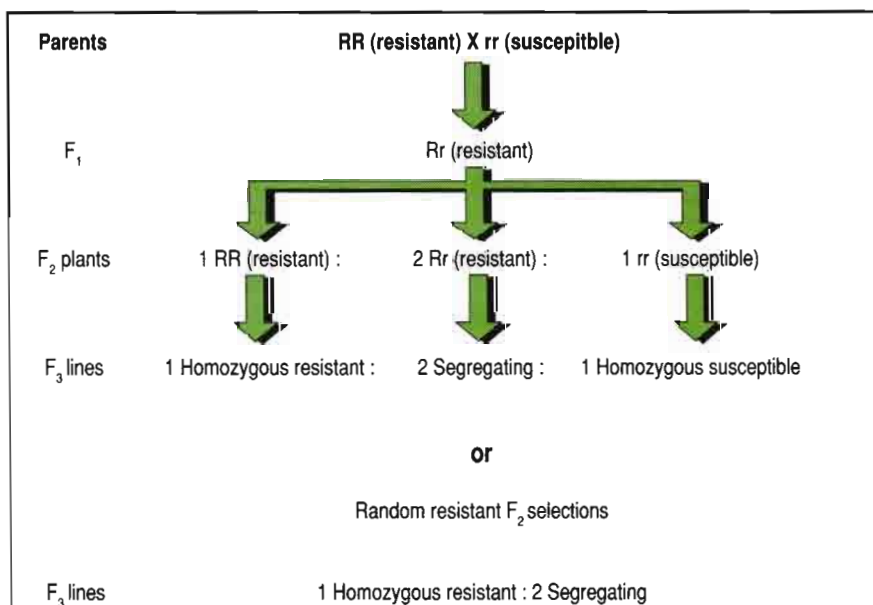 Parents RR (resistant) X rr (suscepitble)
F₁ Rr (resistant)
F₂ plants 1 RR (resistant) : 2 Rr (resistant) : 1 rr (susceptible)
F₃ lines 1 Homozygous resistant : 2 Segregating : 1 Homozygous susceptible
or
Random resistant F₂ selections
F₃ lines 1 Homozygous resistant : 2 Segregating